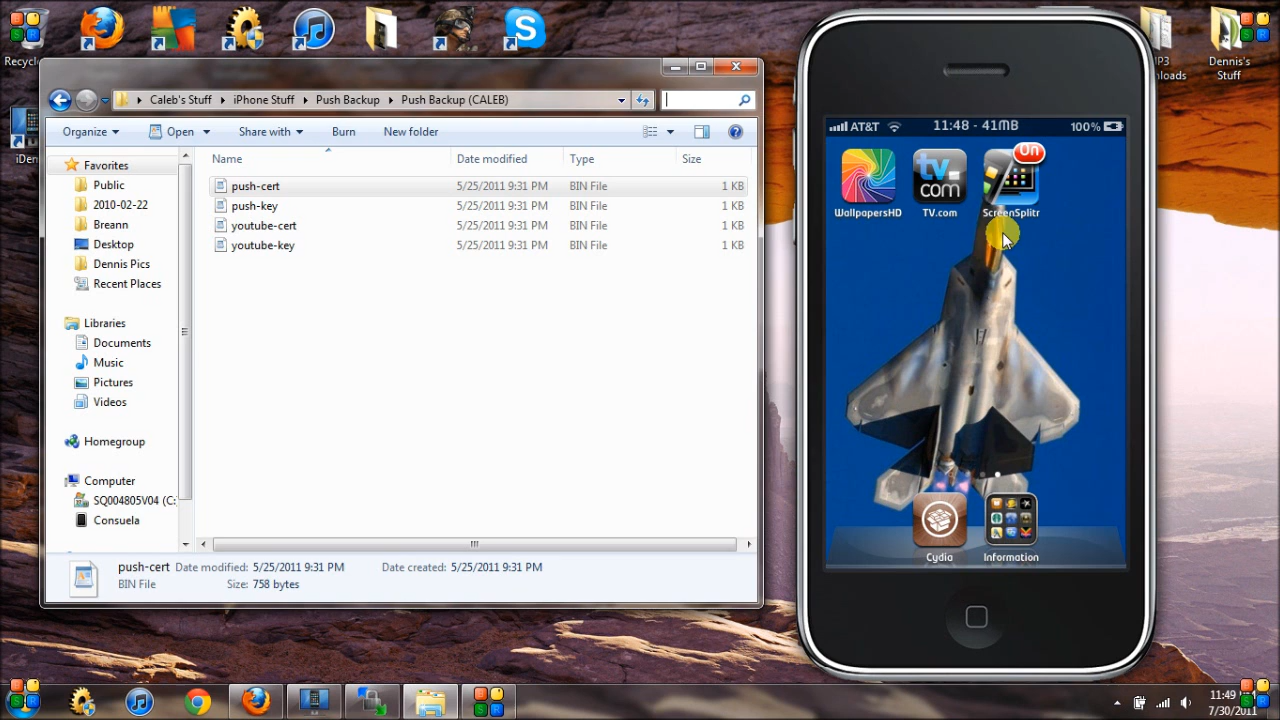 Recycl
P3
nloads
Dennis's
Stuff
iDen
Caleb's Stuff
iPhone Stuff
Push Backup
Push Backup (CALEB)
Organize
Open
Share with
Burn
New folder
Name
Date modified
Type
Size
Favorites
Public
2010-02-22
Breann
Desktop
Dennis Pics
Recent Places
Libraries
Documents
Music
Pictures
Videos
Homegroup
Computer
SQ004805V04 (C:
Consuela
push-cert 5/25/2011 9:31 PM BIN File 1 KB
push-key 5/25/2011 9:31 PM BIN File 1 KB
youtube-cert 5/25/2011 9:31 PM BIN File 1 KB
youtube-key 5/25/2011 9:31 PM BIN File 1 KB
push-cert Date modified: 5/25/2011 9:31 PM Date created: 5/25/2011 9:31 PM
BIN File Size: 758 bytes
AT&T 11:48 - 41MB 100%
On
tv
com
WallpapersHD TV.com ScreenSplitr
Cydia Information
S R
S R
S R
S R
S R
11:49
7/30/2011